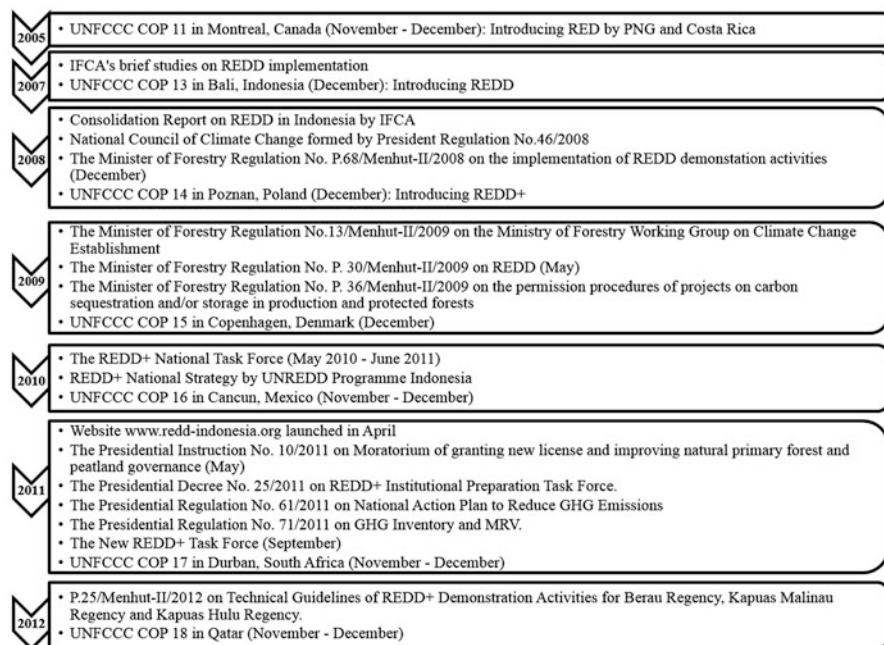 2005
• UNFCCC COP 11 in Montreal, Canada (November - December): Introducing RED by PNG and Costa Rica
2007
• IFCA's brief studies on REDD implementation
• UNFCCC COP 13 in Bali, Indonesia (December): Introducing REDD
2008
• Consolidation Report on REDD in Indonesia by IFCA
• National Council of Climate Change formed by President Regulation No.46/2008
• The Minister of Forestry Regulation No. P.68/Menhut-II/2008 on the implementation of REDD demonstation activities
(December)
• UNFCCC COP 14 in Poznan, Poland (December): Introducing REDD+
2009
• The Minister of Forestry Regulation No.13/Menhut-II/2009 on the Ministry of Forestry Working Group on Climate Change
Establishment
• The Minister of Forestry Regulation No. P. 30/Menhut-II/2009 on REDD (May)
• The Minister of Forestry Regulation No. P. 36/Menhut-II/2009 on the permission procedures of projects on carbon
sequestration and/or storage in production and protected forests
• UNFCCC COP 15 in Copenhagen, Denmark (December)
2010
• The REDD+ National Task Force (May 2010 - June 2011)
• REDD+ National Strategy by UNREDD Programme Indonesia
• UNFCCC COP 16 in Cancun, Mexico (November - December)
2011
• Website www.redd-indonesia.org launched in April
• The Presidential Instruction No. 10/2011 on Moratorium of granting new license and improving natural primary forest and
peatland governance (May)
• The Presidential Decree No. 25/2011 on REDD+ Institutional Preparation Task Force.
• The Presidential Regulation No. 61/2011 on National Action Plan to Reduce GHG Emissions
• The Presidential Regulation No. 71/2011 on GHG Inventory and MRV.
• The New REDD+ Task Force (September)
• UNFCCC COP 17 in Durban, South Africa (November - December)
2012
• P.25/Menhut-II/2012 on Technical Guidelines of REDD+ Demonstration Activities for Berau Regency, Kapuas Malinau
Regency and Kapuas Hulu Regency.
• UNFCCC COP 18 in Qatar (November - December)